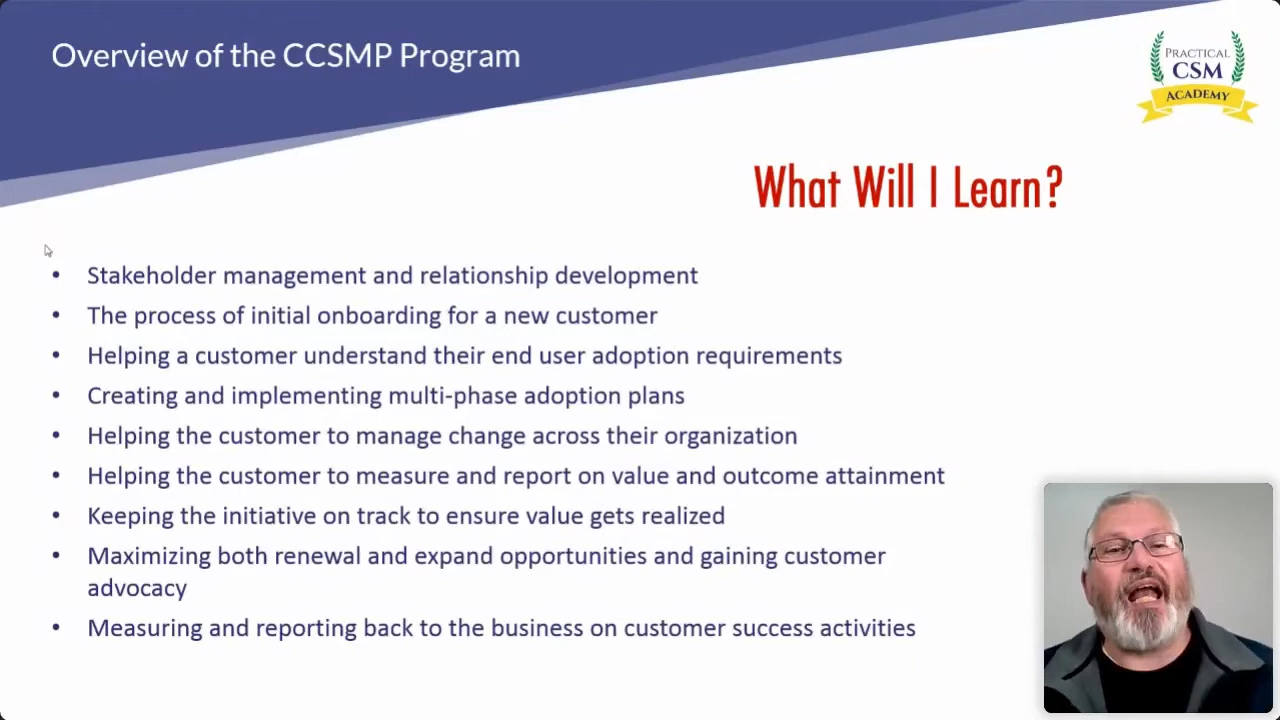 Overview of the CCSMP Program
PRACTICAL
CSM
ACADEMY
What Will I Learn?
• Stakeholder management and relationship development
• The process of initial onboarding for a new customer
• Helping a customer understand their end user adoption requirements
• Creating and implementing multi-phase adoption plans
• Helping the customer to manage change across their organization
• Helping the customer to measure and report on value and outcome attainment
• Keeping the initiative on track to ensure value gets realized
• Maximizing both renewal and expand opportunities and gaining customer
advocacy
• Measuring and reporting back to the business on customer success activities